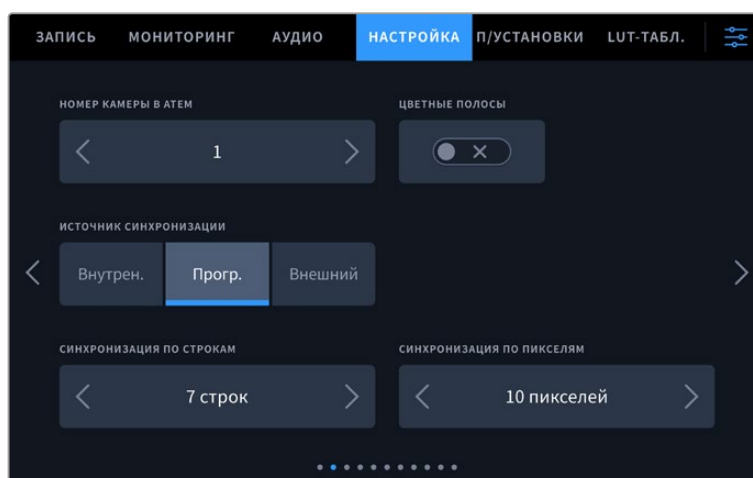 ЗАПИСЬ МОНИТОРИНГ АУДИО НАСТРОЙКА П/УСТАНОВКИ LUT-ТАБЛ.
НОМЕР КАМЕРЫ В ATEM ЦВЕТНЫЕ ПОЛОСЫ
1
ИСТОЧНИК СИНХРОНИЗАЦИИ
Внутрен. Прогр. Внешний
СИНХРОНИЗАЦИЯ ПО СТРОКАМ СИНХРОНИЗАЦИЯ ПО ПИКСЕЛЯМ
7 строк 10 пикселей